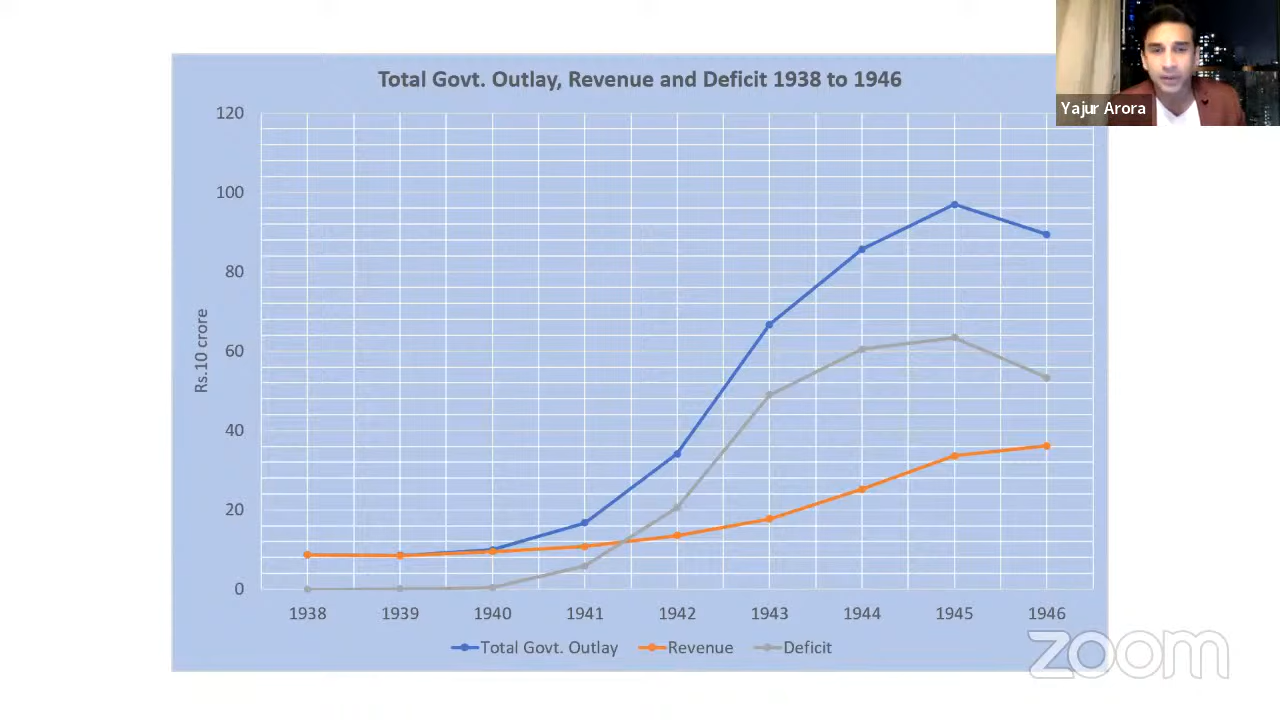 Total Govt. Outlay, Revenue and Deficit 1938 to 1946
Yajur Arora
120
100
80
60
40
20
0
Rs.10 crore
1938 1939 1940 1941 1942 1943 1944 1945 1946
Total Govt. Outlay Revenue Deficit
zoom